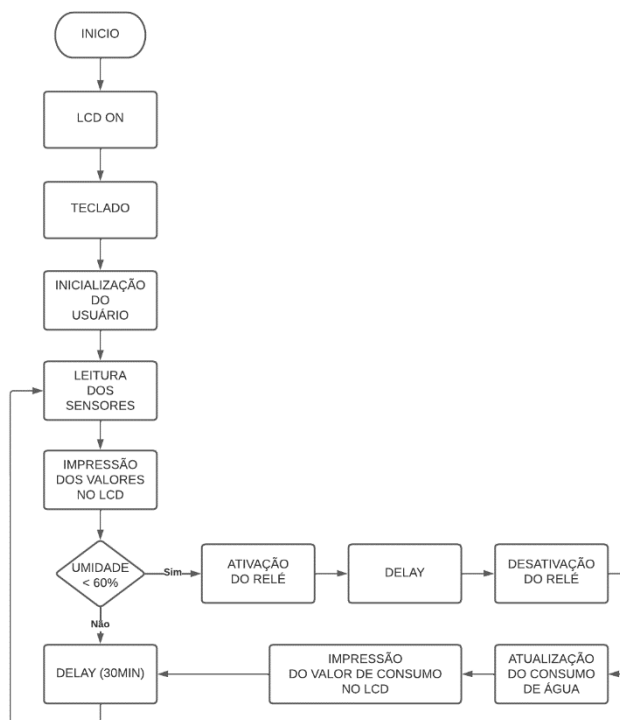 INICIO
LCD ON
TECLADO
INICIALIZAÇÃO
DO
USUÁRIO
LEITURA
DOS
SENSORES
IMPRESSÃO
DOS VALORES
NO LCD
UMIDADE
< 60%
Sim
ATIVAÇÃO
DO RELÉ
DELAY
DESATIVAÇÃO
DO RELÉ
Não
DELAY (30MIN)
IMPRESSÃO
DO VALOR DE CONSUMO
NO LCD
ATUALIZAÇÃO
DO CONSUMO
DE ÁGUA